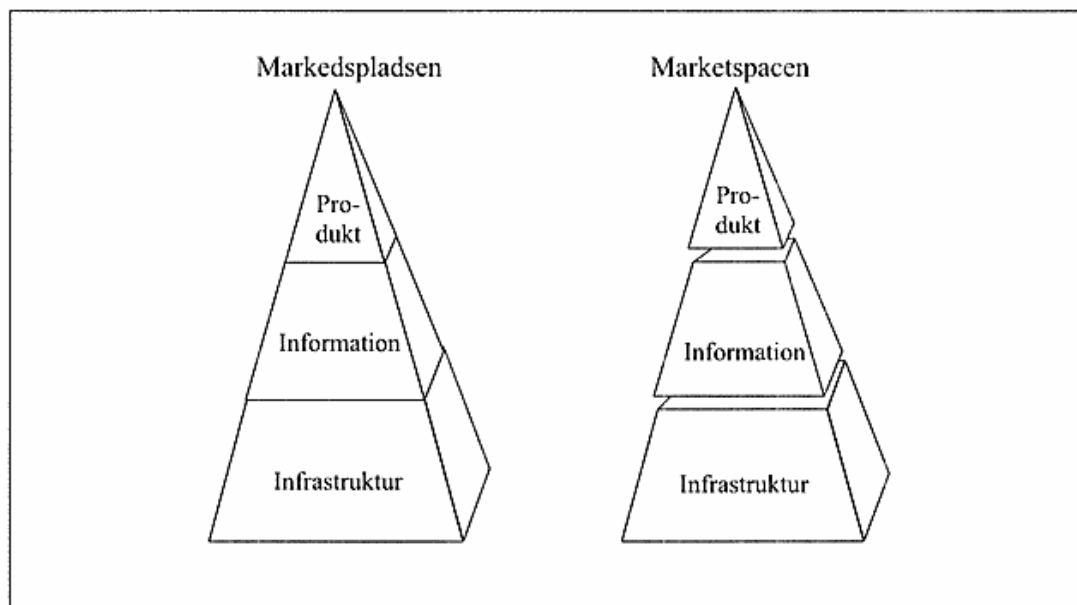 Markedspladsen
Pro-
dukt
Information
Infrastruktur
Marketspacen
Pro-
dukt
Information
Infrastruktur